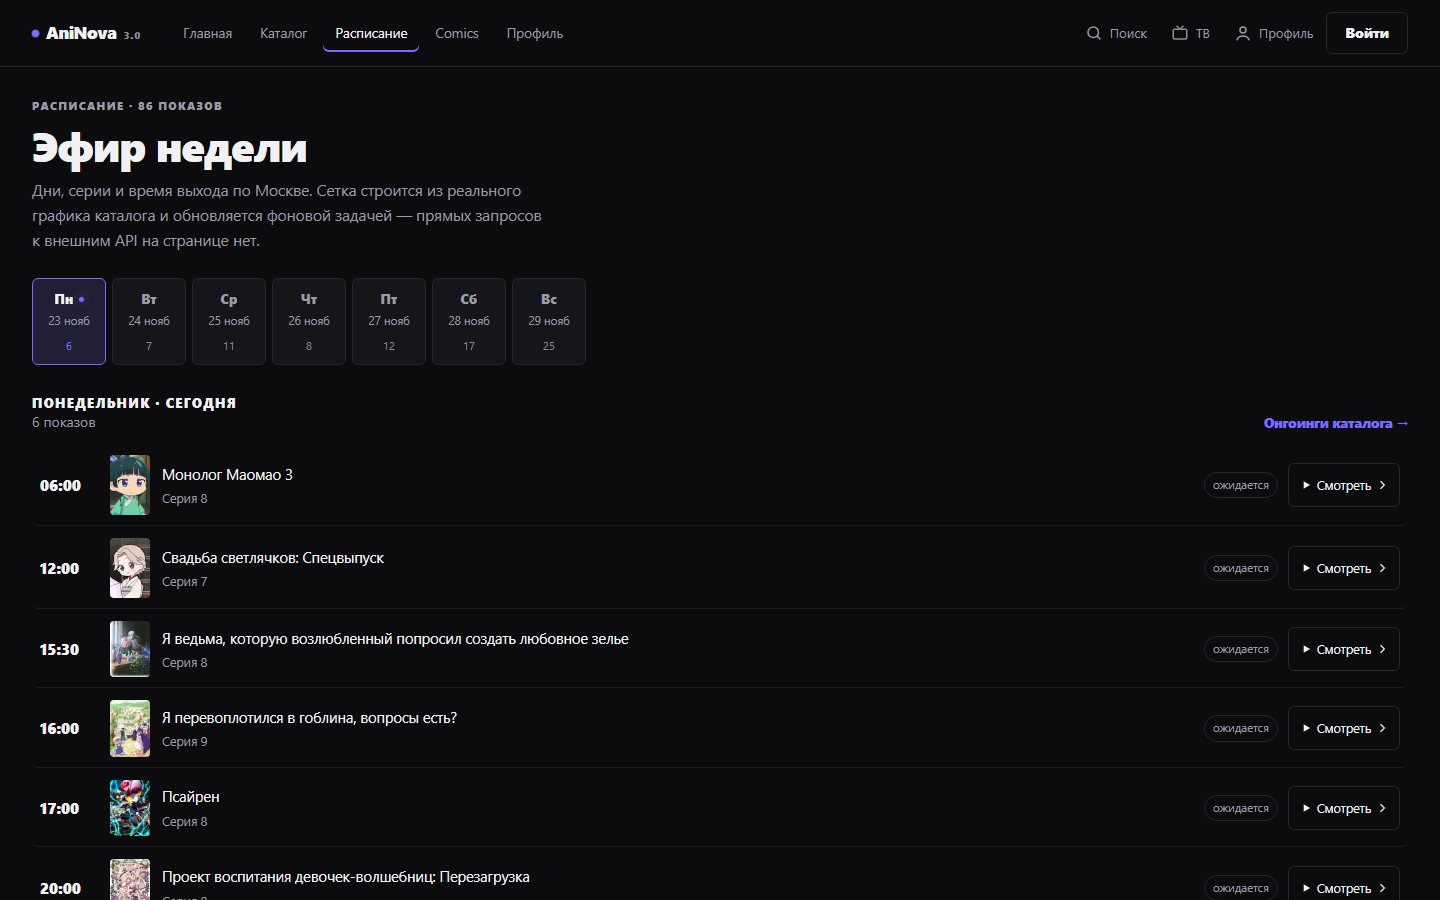 AniNova 3.0
Главная
Каталог
Расписание
Comics
Профиль
Поиск
ТВ
Профиль
Войти
РАСПИСАНИЕ · 86 ПОКАЗОВ
Эфир недели
Дни, серии и время выхода по Москве. Сетка строится из реального
графика каталога и обновляется фоновой задачей — прямых запросов
к внешним API на странице нет.
Пн
23 нояб
6
Вт
24 нояб
7
Ср
25 нояб
11
Чт
26 нояб
8
Пт
27 нояб
12
Сб
28 нояб
17
Вс
29 нояб
25
ПОНЕДЕЛЬНИК · СЕГОДНЯ
6 показов
Онгоинги каталога →
06:00
Монолог Маомао 3
Серия 8
ожидается
Смотреть
12:00
Свадьба светлячков: Спецвыпуск
Серия 7
ожидается
Смотреть
15:30
Я ведьма, которую возлюбленный попросил создать любовное зелье
Серия 8
ожидается
Смотреть
16:00
Я перевоплотился в гоблина, вопросы есть?
Серия 9
ожидается
Смотреть
17:00
Псайрен
Серия 8
ожидается
Смотреть
20:00
Проект воспитания девочек-волшебниц: Перезагрузка
ожидается
Смотреть